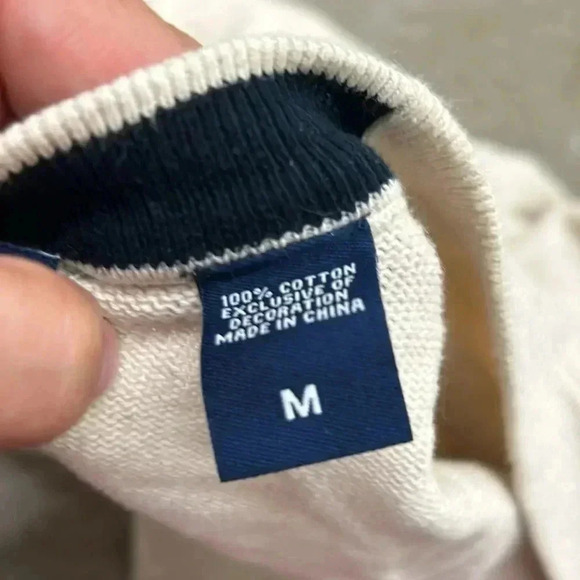 100% COTTON
EXCLUSIVE OF
DECORATION
MADE IN CHINA
M